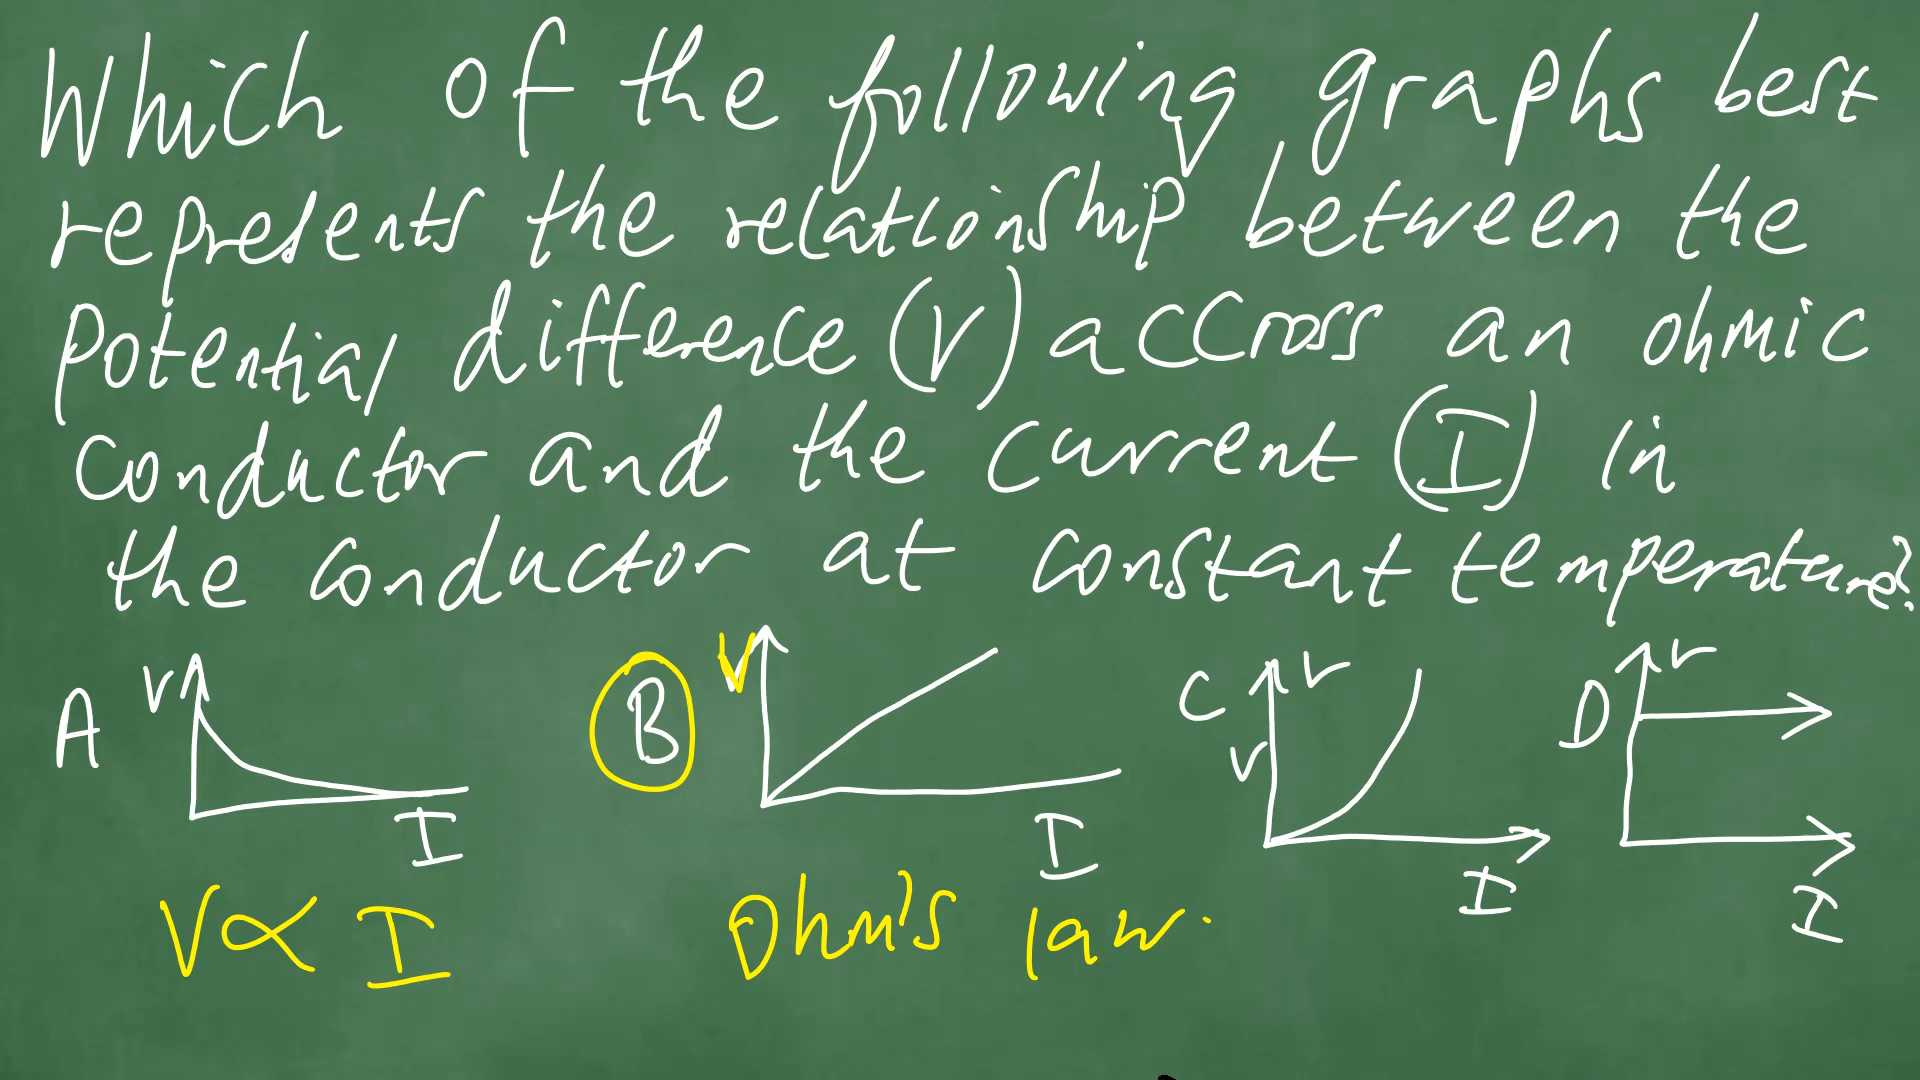 Which of the following graphs best
represents the relationship between the
potential difference (V) accross an ohmic
conductor and the current (I) in
the conductor at constant temperature?
A V I
B V I
C V V I
D V I
V ∝ I Ohm's law.